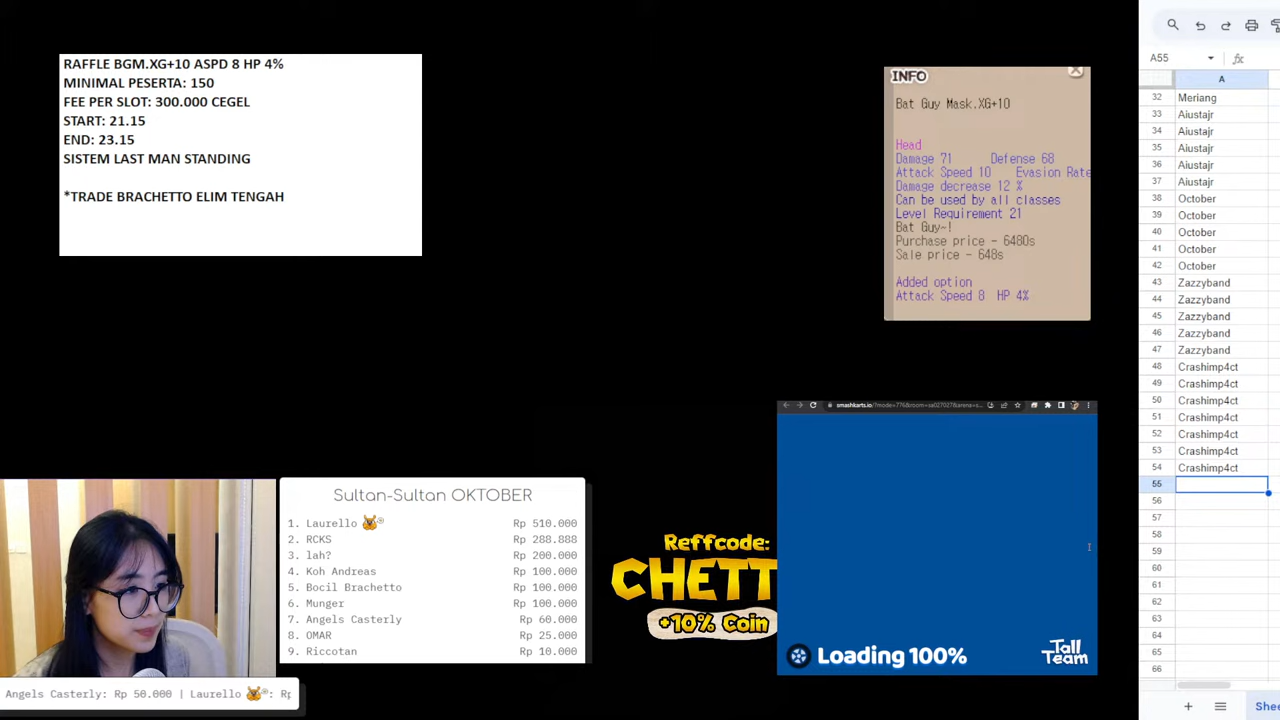 RAFFLE BGM.XG+10 ASPD 8 HP 4%
MINIMAL PESERTA: 150
FEE PER SLOT: 300.000 CEGEL
START: 21.15
END: 23.15
SISTEM LAST MAN STANDING
*TRADE BRACHETTO ELIM TENGAH
INFO
Bat Guy Mask.XG+10
Head
Damage 71 Defense 68
Attack Speed 10 Evasion Rate
Damage decrease 12 %
Can be used by all classes
Level Requirement 21
Bat Guy~!
Purchase price - 6480s
Sale price - 648s
Added option
Attack Speed 8 HP 4%
A55
fx
A
32 Meriang
33 Aiustajr
34 Aiustajr
35 Aiustajr
36 Aiustajr
37 Aiustajr
38 October
39 October
40 October
41 October
42 October
43 Zazzyband
44 Zazzyband
45 Zazzyband
46 Zazzyband
47 Zazzyband
48 Crashimp4ct
49 Crashimp4ct
50 Crashimp4ct
51 Crashimp4ct
52 Crashimp4ct
53 Crashimp4ct
54 Crashimp4ct
55
56
57
58
59
60
61
62
63
64
65
66
Shee
Sultan-Sultan OKTOBER
1. Laurello Rp 510.000
2. RCKS Rp 288.888
3. lah? Rp 200.000
4. Koh Andreas Rp 100.000
5. Bocil Brachetto Rp 100.000
6. Munger Rp 100.000
7. Angels Casterly Rp 60.000
8. OMAR Rp 25.000
9. Riccotan Rp 10.000
Reffcode:
CHETT
+10% Coin
Loading 100%
Tall
Team
Angels Casterly: Rp 50.000 | Laurello : Rp